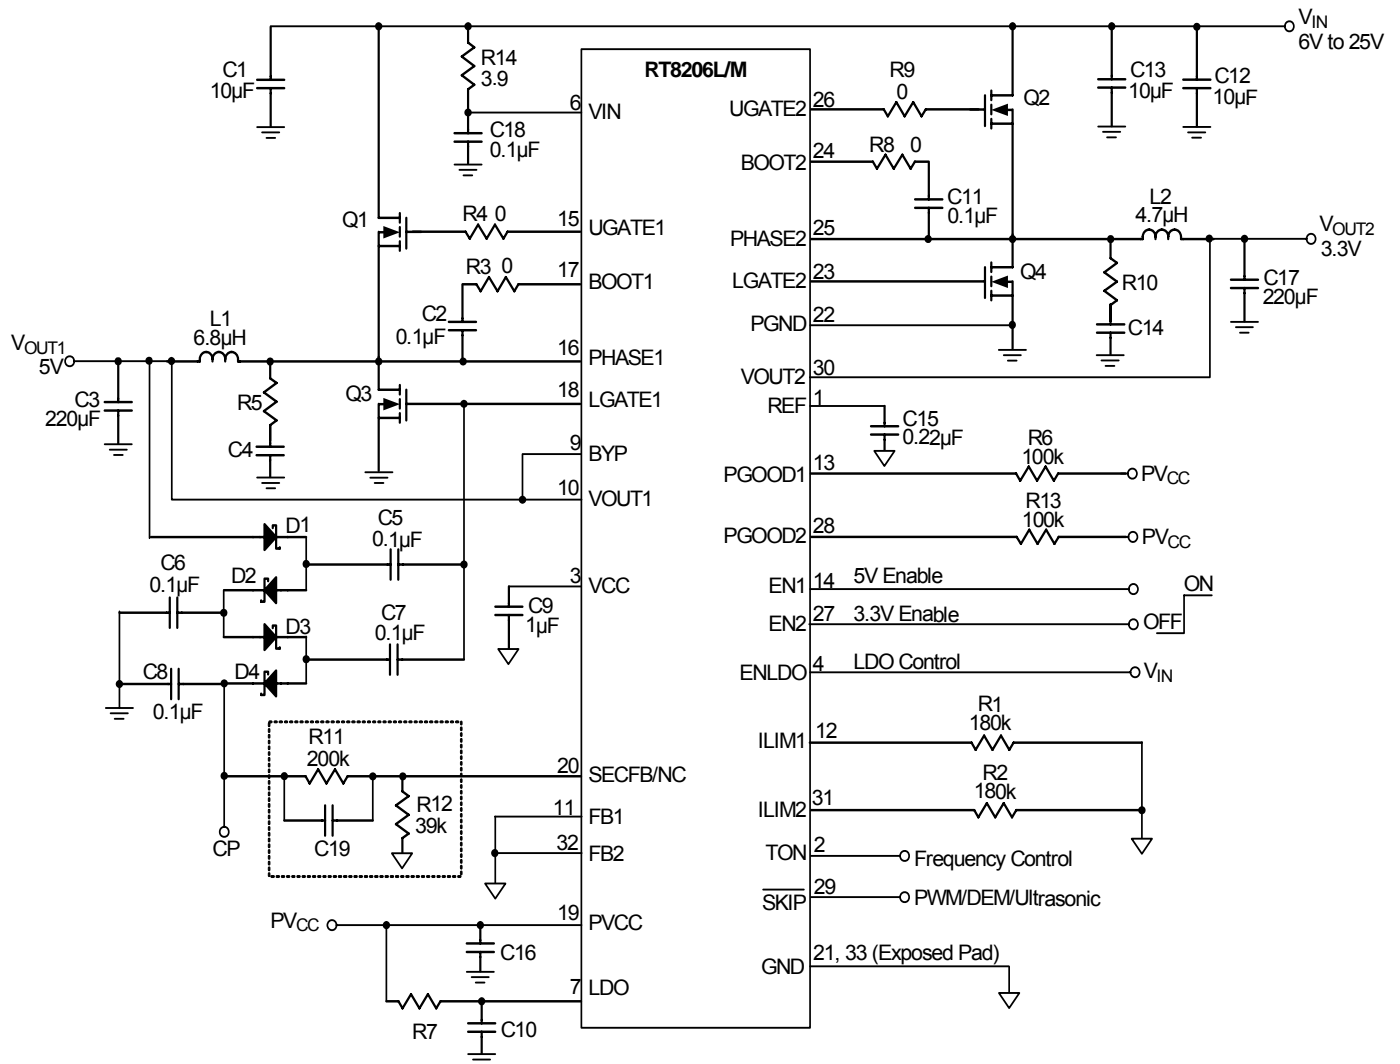 RT8206L/M
V_IN
6V to 25V
C1
10µF
R14
3.9
6
VIN
C18
0.1µF
UGATE2
26
R9
0
Q2
C13
10µF
C12
10µF
BOOT2
24
R8 0
C11
0.1µF
Q1
R4 0
15
UGATE1
PHASE2
25
L2
4.7µH
V_OUT2
3.3V
R3 0
17
BOOT1
LGATE2
23
Q4
R10
C17
220µF
C2
0.1µF
PGND
22
C14
V_OUT1
5V
L1
6.8µH
16
PHASE1
VOUT2
30
C3
220µF
R5
C4
Q3
18
LGATE1
REF
1
C15
0.22µF
9
BYP
PGOOD1
13
R6
100k
PV_CC
10
VOUT1
PGOOD2
28
R13
100k
PV_CC
D1
C5
0.1µF
C6
0.1µF
D2
3
VCC
C9
1µF
EN1
14
5V Enable
ON
D3
C7
0.1µF
EN2
27
3.3V Enable
OFF
C8
0.1µF
D4
ENLDO
4
LDO Control
V_IN
R11
200k
C19
R12
39k
CP
20
SECFB/NC
ILIM1
12
R1
180k
11
FB1
ILIM2
31
R2
180k
32
FB2
TON
2
Frequency Control
SKIP
29
PWM/DEM/Ultrasonic
PV_CC
19
PVCC
C16
GND
21, 33 (Exposed Pad)
7
LDO
R7
C10